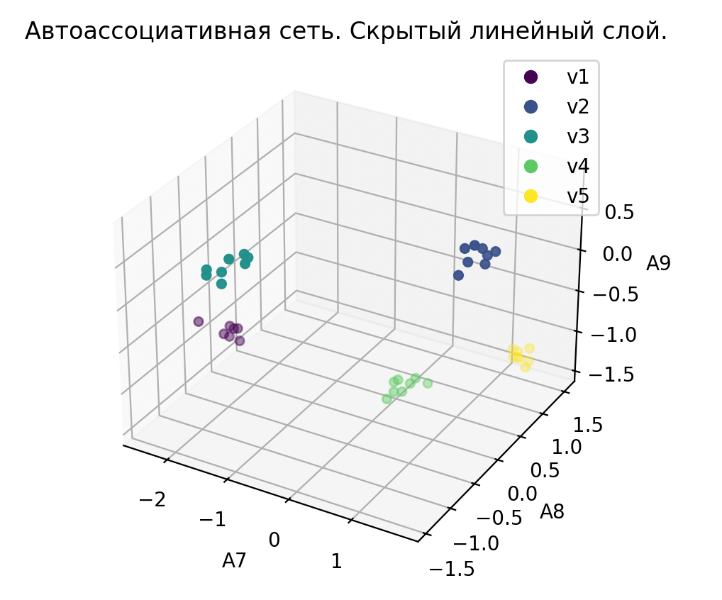 Автоассоциативная сеть. Скрытый линейный слой.
v1
v2
v3
v4
v5
0.5
0.0
−0.5
−1.0
−1.5
A9
1.5
1.0
0.5
0.0
−0.5
−1.0
−1.5
A8
−2
−1
0
1
A7